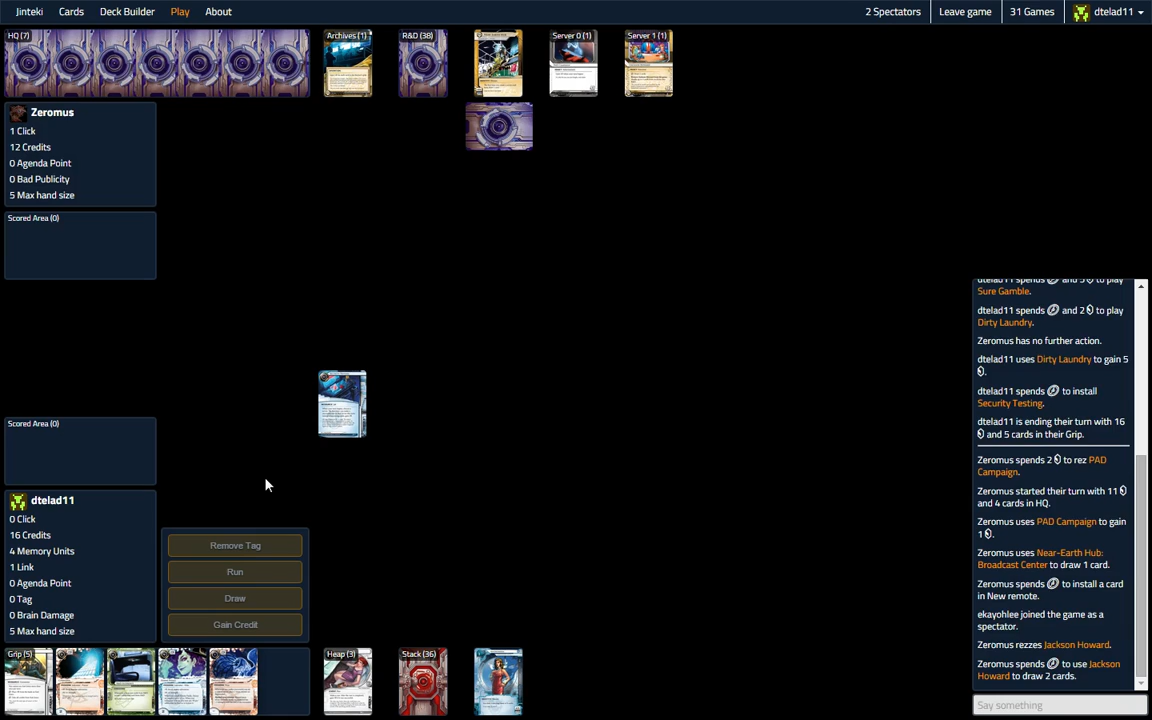 Jinteki Cards Deck Builder Play About 2 Spectators Leave game 31 Games dtelad11
HQ (7) Archives (1) R&D (38) Server 0 (1) Server 1 (1)
Zeromus
1 Click
12 Credits
0 Agenda Point
0 Bad Publicity
5 Max hand size
Scored Area (0)
Scored Area (0)
dtelad11
0 Click
16 Credits
4 Memory Units
1 Link
0 Agenda Point
0 Tag
0 Brain Damage
5 Max hand size
Remove Tag
Run
Draw
Gain Credit
Grip (5) Heap (3) Stack (36)
dtelad11 spends and 5 to play
Sure Gamble.
dtelad11 spends and 2 to play
Dirty Laundry.
Zeromus has no further action.
dtelad11 uses Dirty Laundry to gain 5
.
dtelad11 spends to install
Security Testing.
dtelad11 is ending their turn with 16
and 5 cards in their Grip.
Zeromus spends 2 to rez PAD
Campaign.
Zeromus started their turn with 11
and 4 cards in HQ.
Zeromus uses PAD Campaign to gain
1 .
Zeromus uses Near-Earth Hub:
Broadcast Center to draw 1 card.
Zeromus spends to install a card
in New remote.
ekayohlee joined the game as a
spectator.
Zeromus rezzes Jackson Howard.
Zeromus spends to use Jackson
Howard to draw 2 cards.
Say something